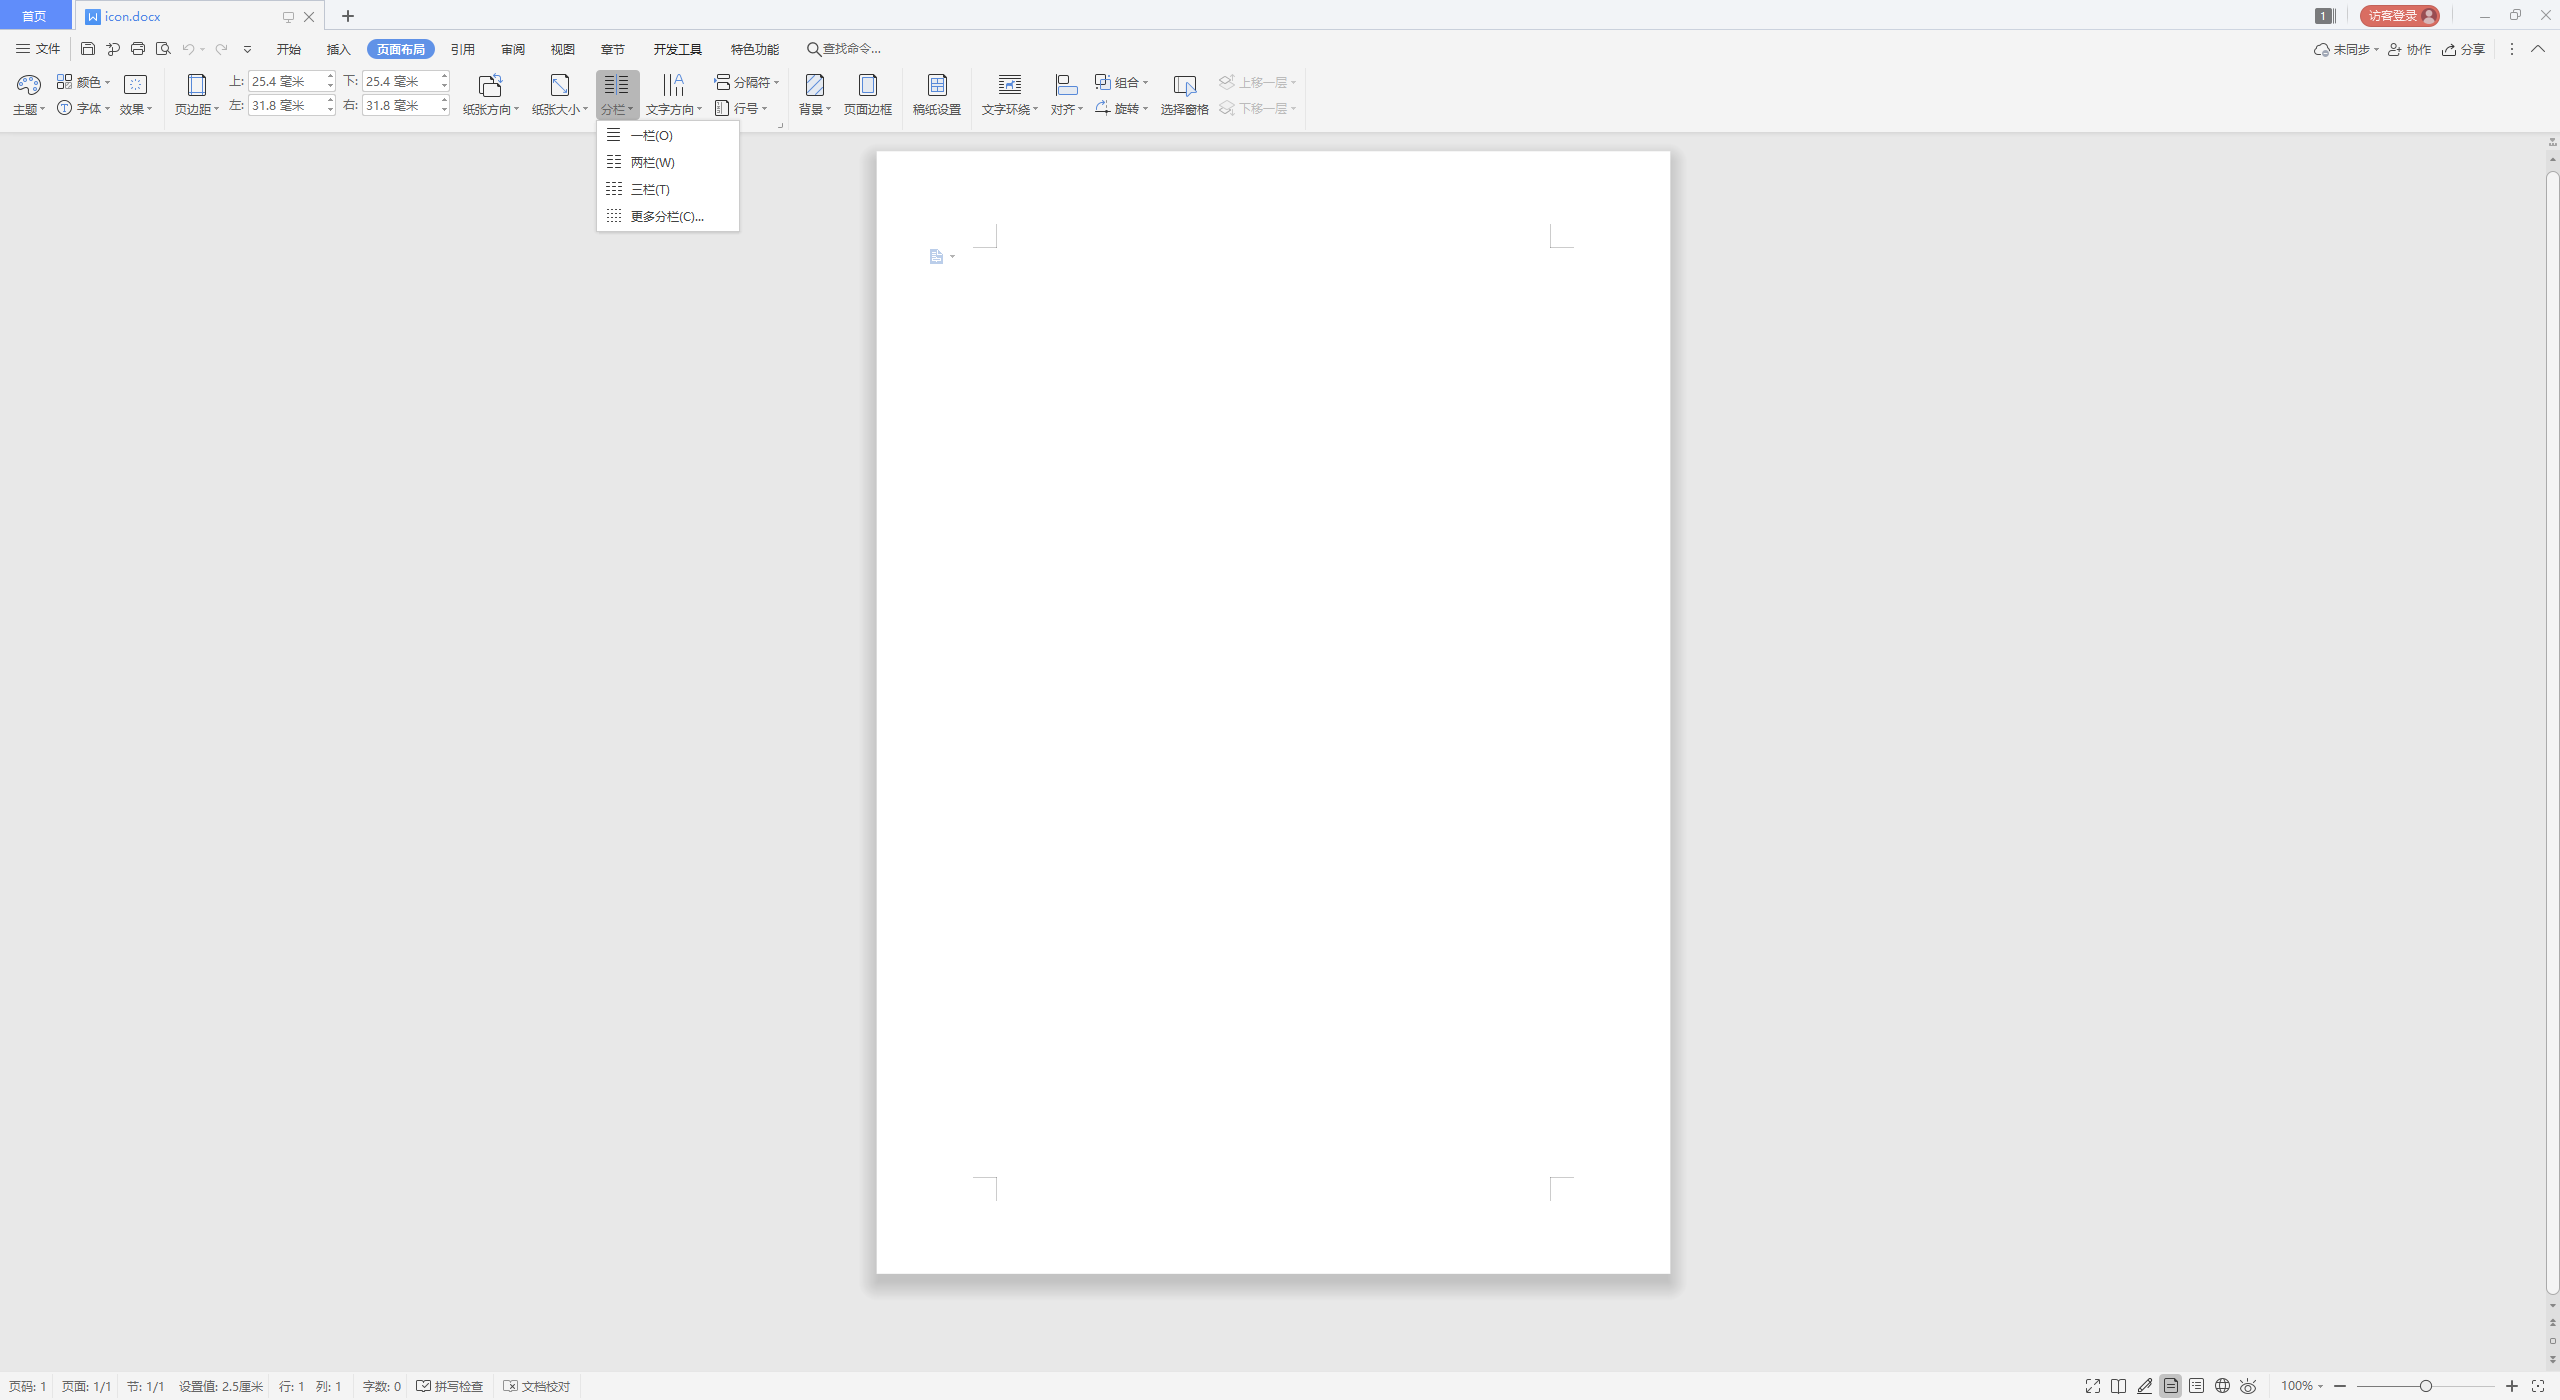 首页 icon.docx 1 访客登录
文件 开始 插入 页面布局 引用 审阅 视图 章节 开发工具 特色功能 查找命令... 未同步 协作 分享
颜色 上: 25.4 毫米 下: 25.4 毫米 分隔符 组合 上移一层
主题 字体 效果 页边距 左: 31.8 毫米 右: 31.8 毫米 纸张方向 纸张大小 分栏 文字方向 行号 背景 页面边框 稿纸设置 文字环绕 对齐 旋转 选择窗格 下移一层
一栏(O)
两栏(W)
三栏(T)
更多分栏(C)...
页码: 1 页面: 1/1 节: 1/1 设置值: 2.5厘米 行: 1 列: 1 字数: 0 拼写检查 文档校对 100%